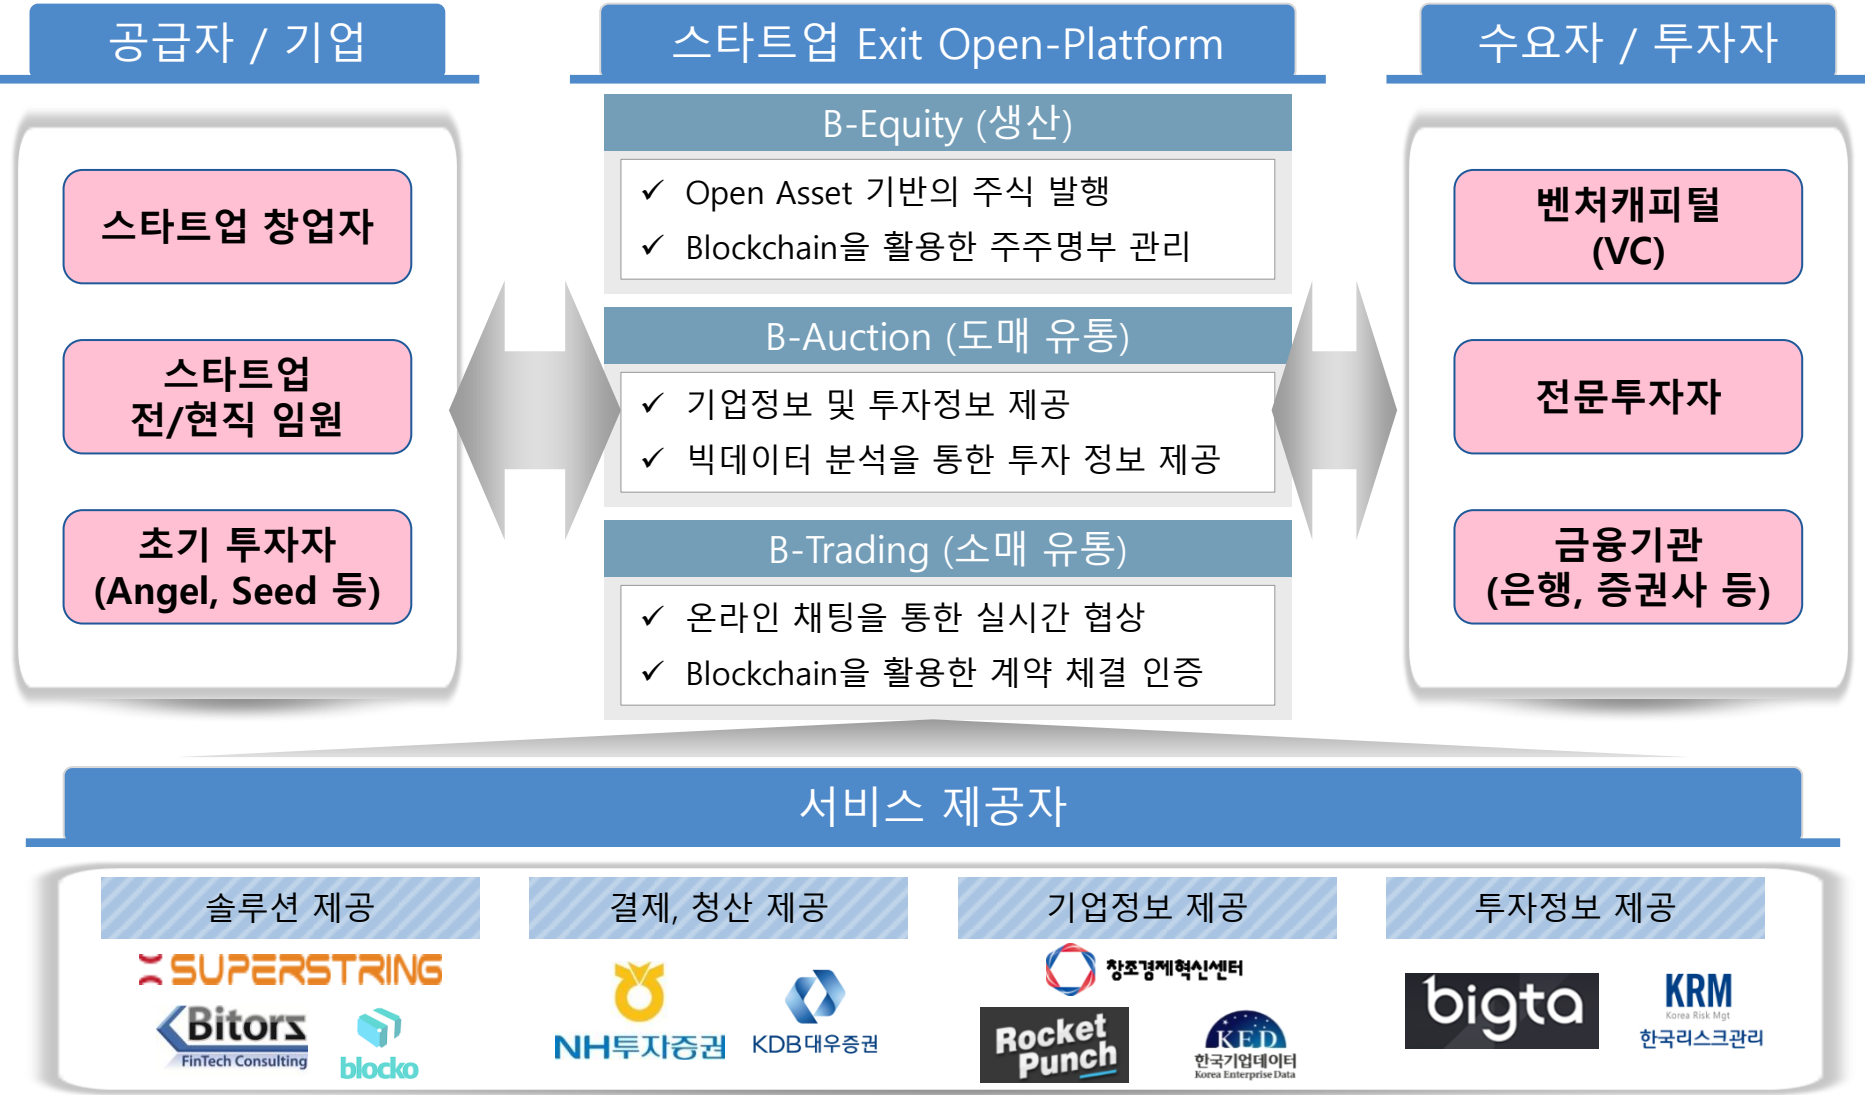 공급자 / 기업
스타트업 창업자
스타트업
전/현직 임원
초기 투자자
(Angel, Seed 등)
스타트업 Exit Open-Platform
B-Equity (생산)
✓ Open Asset 기반의 주식 발행
✓ Blockchain을 활용한 주주명부 관리
B-Auction (도매 유통)
✓ 기업정보 및 투자정보 제공
✓ 빅데이터 분석을 통한 투자 정보 제공
B-Trading (소매 유통)
✓ 온라인 채팅을 통한 실시간 협상
✓ Blockchain을 활용한 계약 체결 인증
수요자 / 투자자
벤처캐피털
(VC)
전문투자자
금융기관
(은행, 증권사 등)
서비스 제공자
솔루션 제공
SUPERSTRING
Bitors
FinTech Consulting
blocko
결제, 청산 제공
NH투자증권
KDB대우증권
기업정보 제공
창조경제혁신센터
Rocket
Punch
KED
한국기업데이터
Korea Enterprise Data
투자정보 제공
bigta
KRM
Korea Risk Mgt
한국리스크관리